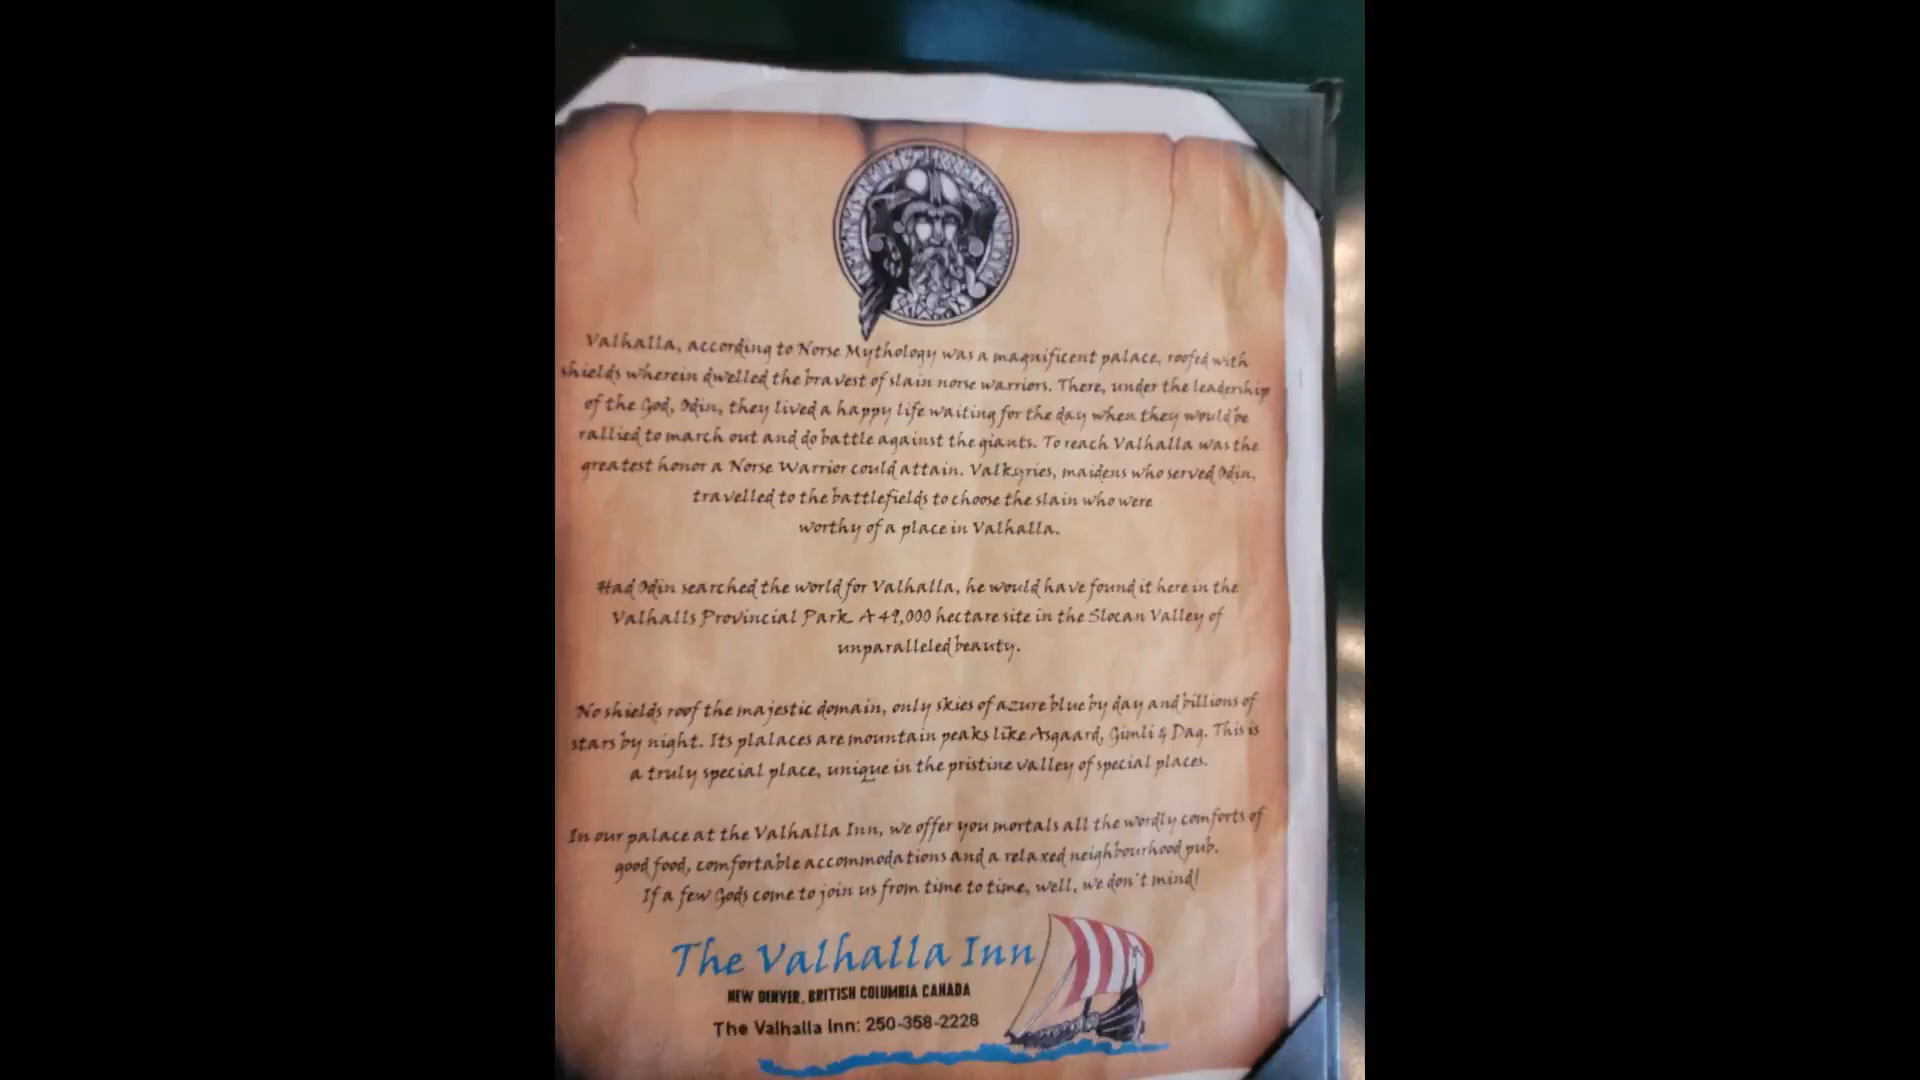 Valhalla, according to Norse Mythology was a magnificent palace, roofed with
shields wherein dwelled the bravest of slain norse warriors. There, under the leadership
of the God, Odin, they lived a happy life waiting for the day when they would be
rallied to march out and do battle against the giants. To reach Valhalla was the
greatest honor a Norse Warrior could attain. Valkyries, maidens who served Odin,
travelled to the battlefields to choose the slain who were
worthy of a place in Valhalla.
Had Odin searched the world for Valhalla, he would have found it here in the
Valhalls Provincial Park. A 49,000 hectare site in the Slocan Valley of
unparalleled beauty.
No shields roof the majestic domain, only skies of azure blue by day and billions of
stars by night. Its plalaces are mountain peaks like Asgaard, Gimli & Dag. This is
a truly special place, unique in the pristine valley of special places.
In our palace at the Valhalla Inn, we offer you mortals all the wordly comforts of
good food, comfortable accommodations and a relaxed neighbourhood pub.
If a few Gods come to join us from time to time, well, we don't mind!
The Valhalla Inn
NEW DENVER, BRITISH COLUMBIA CANADA
The Valhalla Inn: 250-358-2228